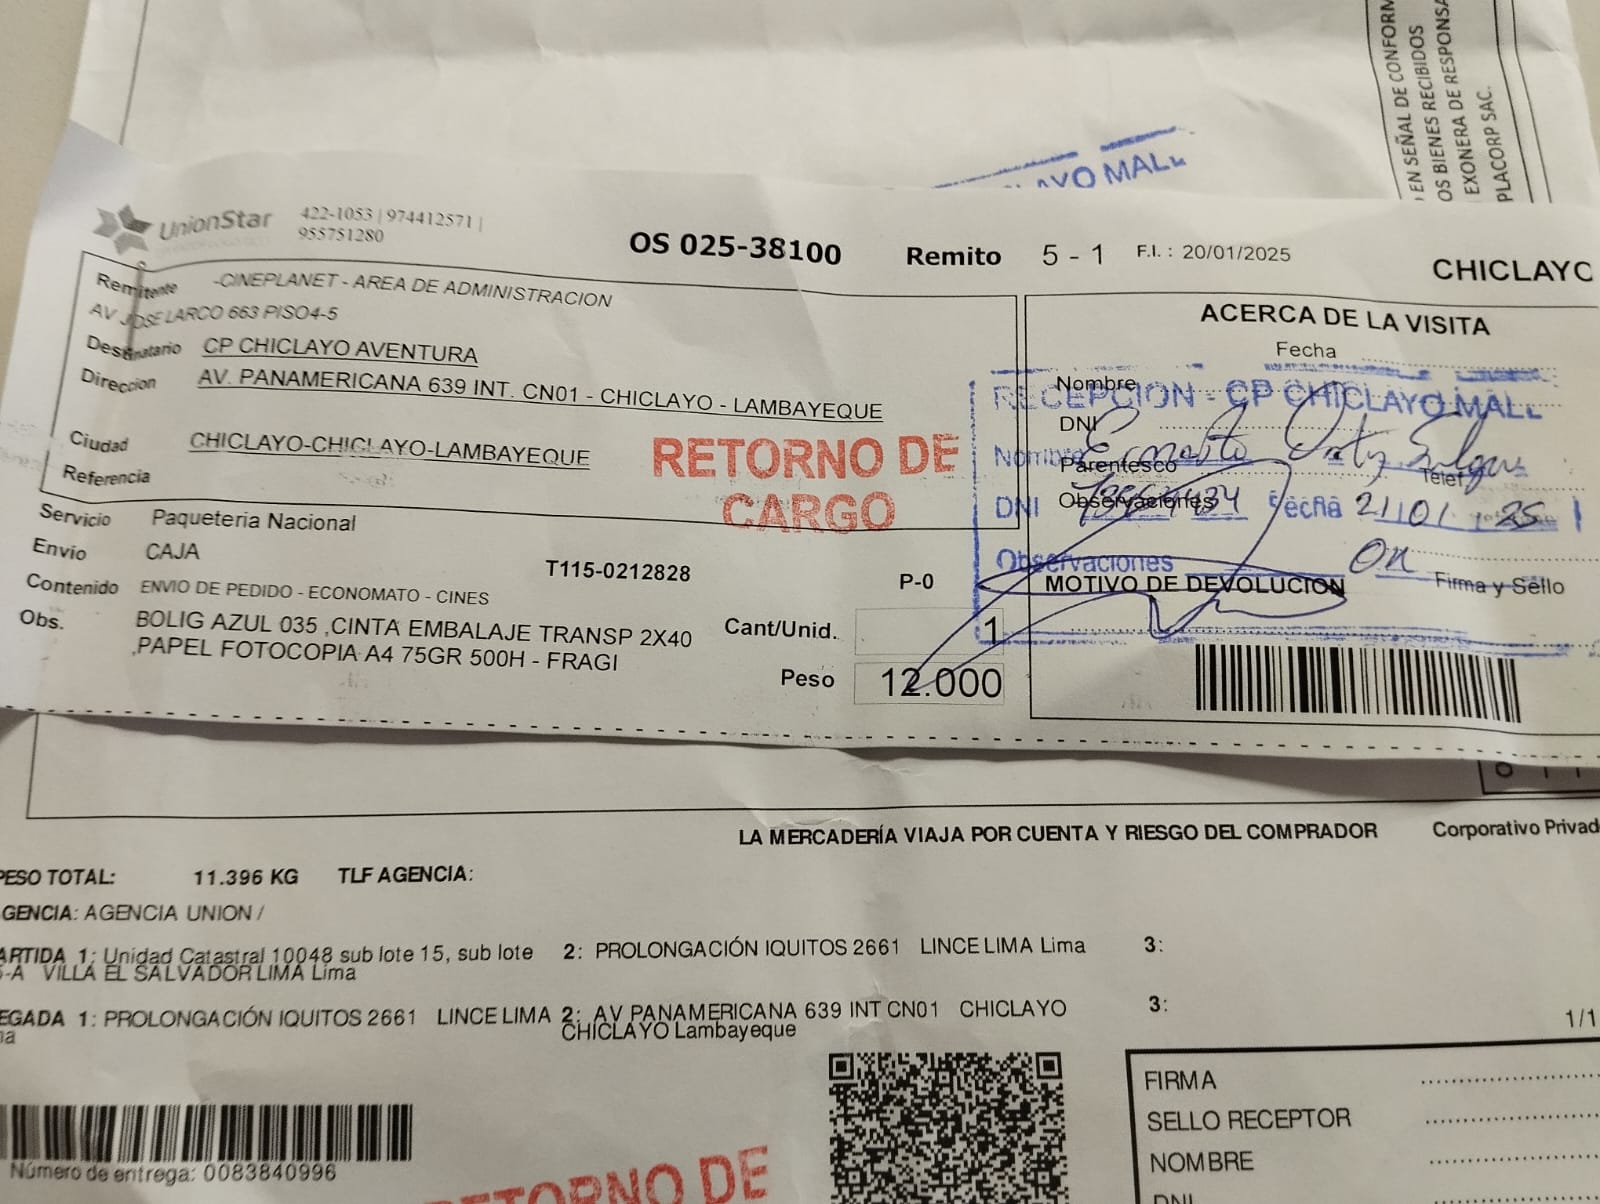 EN SEÑAL DE CONFORM
OS BIENES RECIBIDOS
EXONERA DE RESPONSA
PLACORP SAC.
AYO MALL
UnionStar
422-1053 | 974412571 |
955751280
OS 025-38100
Remito 5 - 1
F.I. : 20/01/2025
CHICLAYO
Remitente -CINEPLANET - AREA DE ADMINISTRACION
AV JOSE LARCO 663 PISO4-5
Destinatario CP CHICLAYO AVENTURA
Direccion AV. PANAMERICANA 639 INT. CN01 - CHICLAYO - LAMBAYEQUE
Ciudad CHICLAYO-CHICLAYO-LAMBAYEQUE
Referencia
RETORNO DE
CARGO
Servicio Paqueteria Nacional
Envio CAJA
T115-0212828
P-0
Contenido ENVIO DE PEDIDO - ECONOMATO - CINES
Obs. BOLIG AZUL 035 ,CINTA EMBALAJE TRANSP 2X40
,PAPEL FOTOCOPIA A4 75GR 500H - FRAGI
Cant/Unid. 1
Peso 12.000
ACERCA DE LA VISITA
Fecha
Nombre
RECEPCION - CP CHICLAYO MALL
DNI
Nombre Ernesto
Parentesco
Telef
DNI
Observaciones
Fecha 21 01 25
Observaciones
MOTIVO DE DEVOLUCION
Firma y Sello
LA MERCADERÍA VIAJA POR CUENTA Y RIESGO DEL COMPRADOR
Corporativo Privad
PESO TOTAL: 11.396 KG TLF AGENCIA:
GENCIA: AGENCIA UNION /
ARTIDA 1: Unidad Catastral 10048 sub lote 15, sub lote 2: PROLONGACIÓN IQUITOS 2661 LINCE LIMA Lima 3:
-A VILLA EL SALVADOR LIMA Lima
EGADA 1: PROLONGACIÓN IQUITOS 2661 LINCE LIMA 2: AV PANAMERICANA 639 INT CN01 CHICLAYO 3:
CHICLAYO Lambayeque
1/1
FIRMA
SELLO RECEPTOR
NOMBRE
DNI
Número de entrega: 0083840996
RETORNO DE